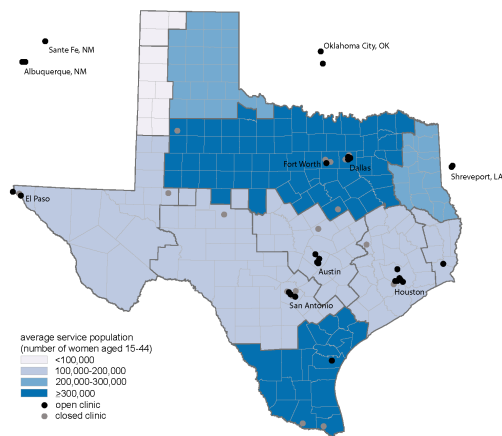 Sante Fe, NM
Oklahoma City, OK
Albuquerque, NM
Fort Worth
Dallas
Shreveport, LA
El Paso
Austin
Houston
San Antonio
average service population
(number of women aged 15-44)
<100,000
100,000-200,000
200,000-300,000
≥300,000
open clinic
closed clinic